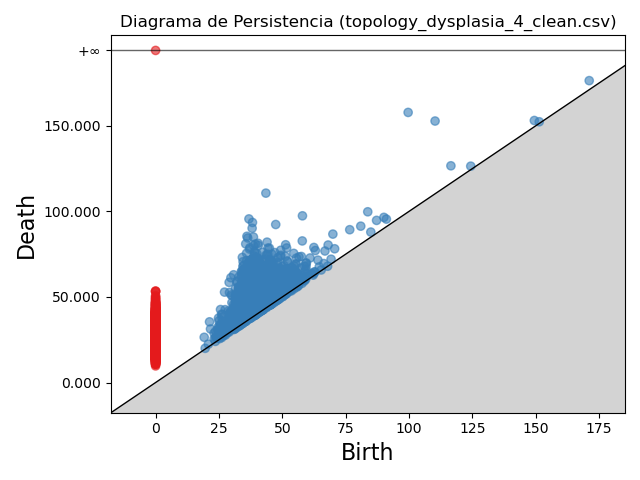 Diagrama de Persistencia (topology_dysplasia_4_clean.csv)
+∞
150.000
100.000
50.000
0.000
Death
0 25 50 75 100 125 150 175
Birth